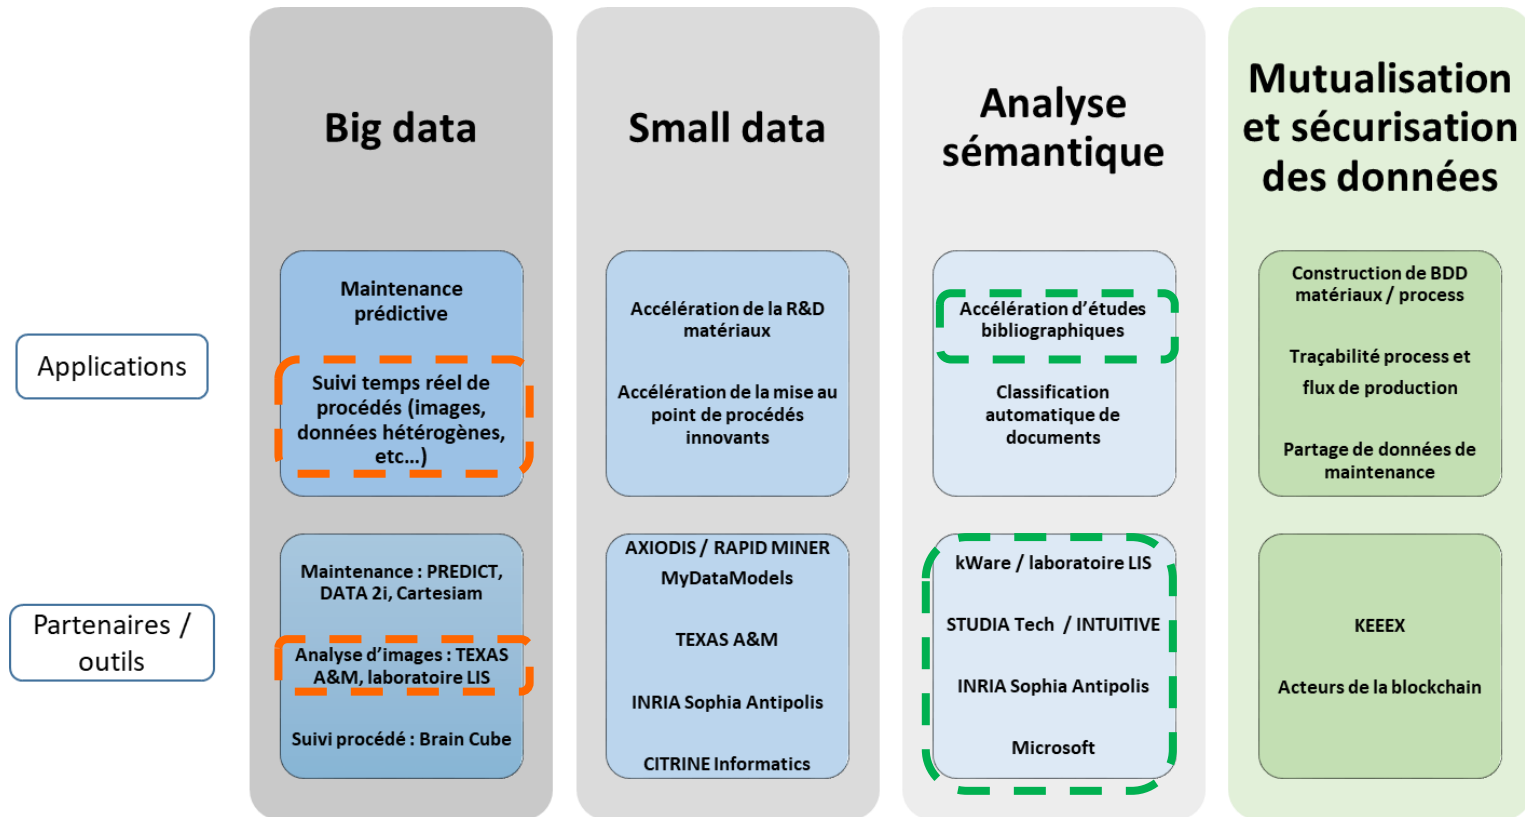 Big data
Small data
Analyse
sémantique
Mutualisation
et sécurisation
des données
Applications
Maintenance
prédictive
Suivi temps réel de
procédés (images,
données hétérogènes,
etc...)
Accélération de la R&D
matériaux
Accélération de la mise au
point de procédés
innovants
Accélération d'études
bibliographiques
Classification
automatique de
documents
Construction de BDD
matériaux / process
Traçabilité process et
flux de production
Partage de données de
maintenance
Partenaires /
outils
Maintenance : PREDICT,
DATA 2i, Cartesiam
Analyse d'images : TEXAS
A&M, laboratoire LIS
Suivi procédé : Brain Cube
AXIODIS / RAPID MINER
MyDataModels
TEXAS A&M
INRIA Sophia Antipolis
CITRINE Informatics
kWare / laboratoire LIS
STUDIA Tech / INTUITIVE
INRIA Sophia Antipolis
Microsoft
KEEEX
Acteurs de la blockchain